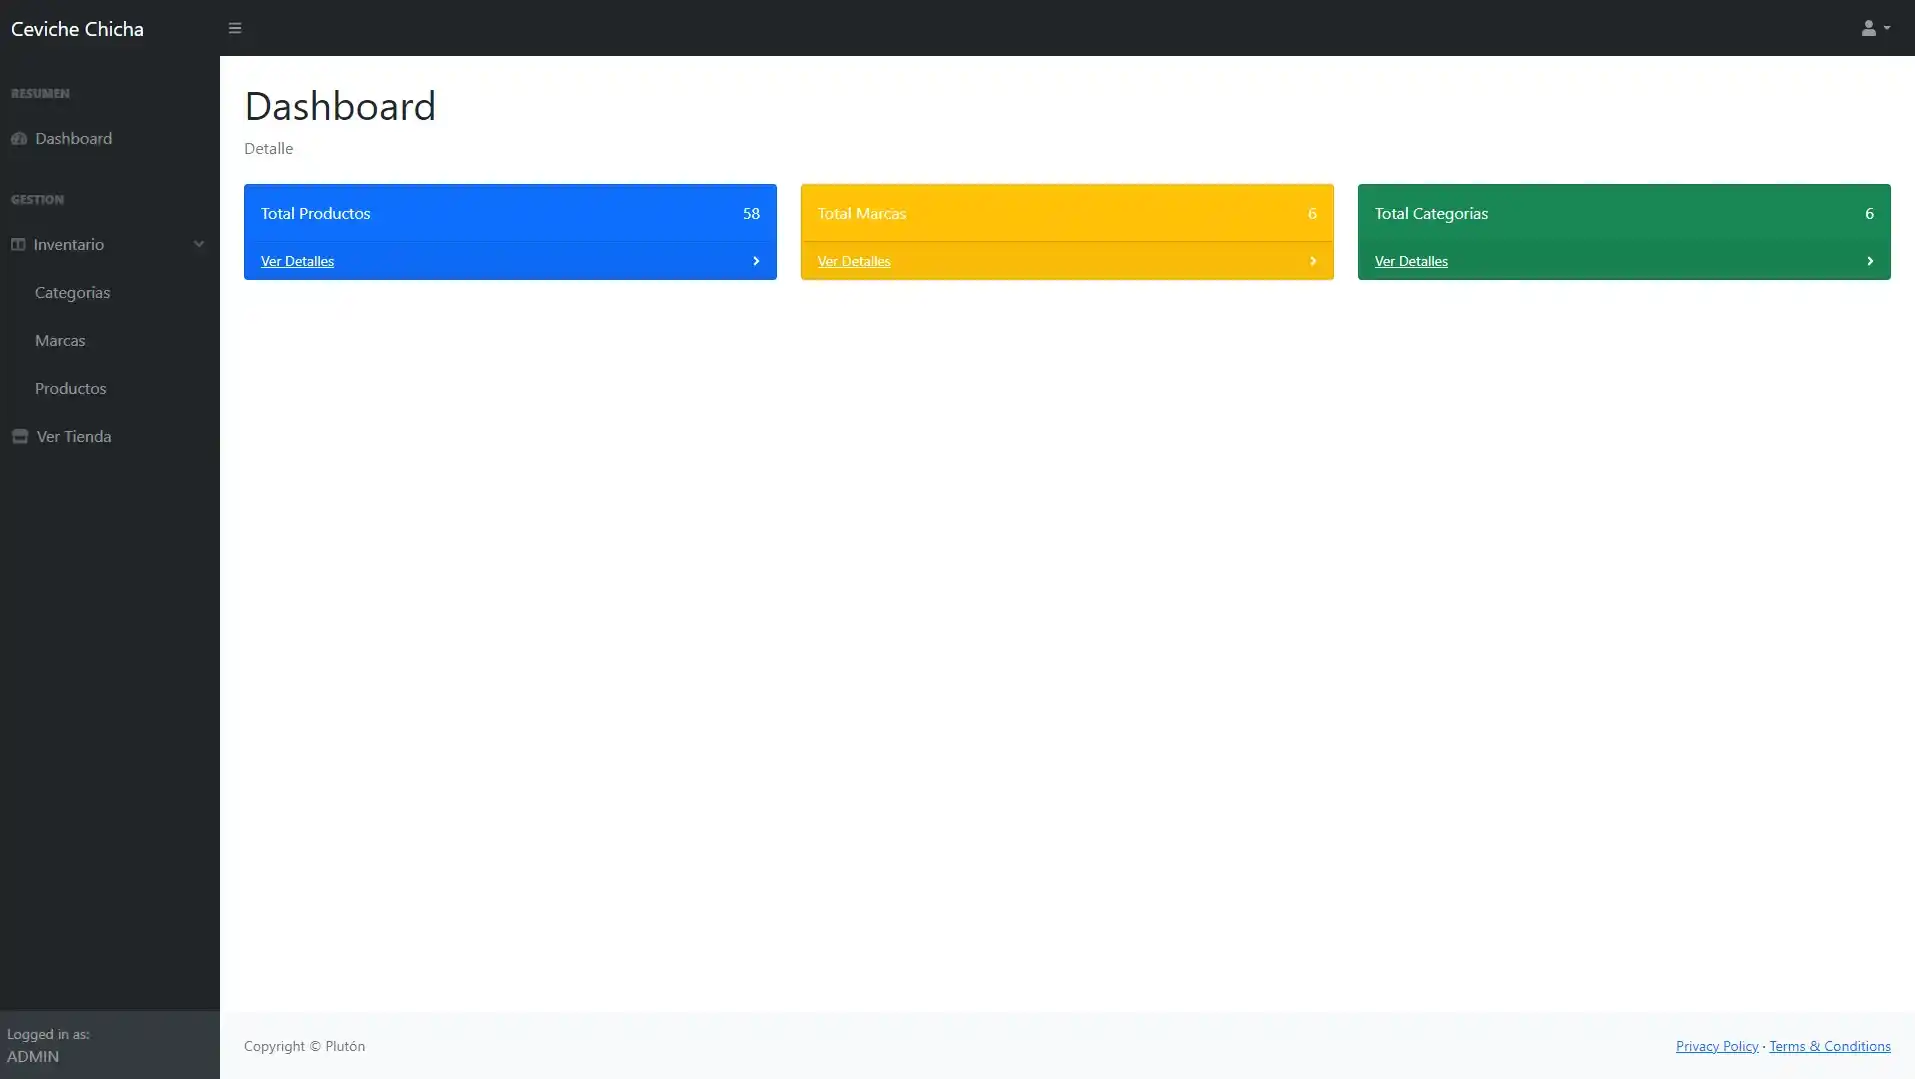 Ceviche Chicha
RESUMEN
Dashboard
GESTION
Inventario
Categorias
Marcas
Productos
Ver Tienda
Logged in as:
ADMIN
Dashboard
Detalle
Total Productos 58
Ver Detalles
Total Marcas 6
Ver Detalles
Total Categorias 6
Ver Detalles
Copyright © Plutón
Privacy Policy · Terms & Conditions